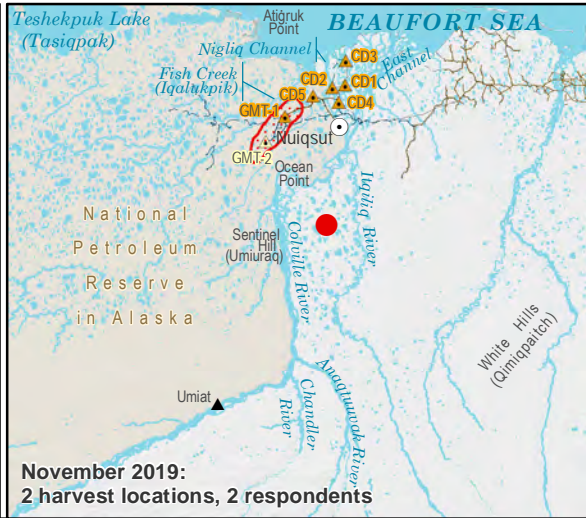 Teshekpuk Lake
(Tasiqpak)
Atigruk
Point
BEAUFORT SEA
Nigliq Channel
CD3
East
Channel
Fish Creek
(Iqalukpik)
CD2
CD1
CD5
CD4
GMT-1
Nuiqsut
GMT-2
Ocean
Point
National
Petroleum
Reserve
in Alaska
Sentinel
Hill
(Umiuraq)
Colville River
Itqiliq River
White Hills
(Qimiqpaitch)
Umiat
Chandler
River
Anaqtuuvak River
November 2019:
2 harvest locations, 2 respondents